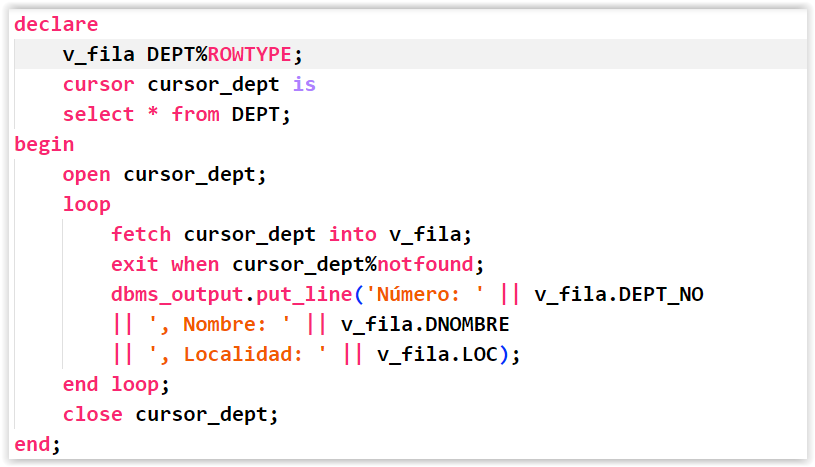 declare
    v_fila DEPT%ROWTYPE;
    cursor cursor_dept is
    select * from DEPT;
begin
    open cursor_dept;
    loop
        fetch cursor_dept into v_fila;
        exit when cursor_dept%notfound;
        dbms_output.put_line('Número: ' || v_fila.DEPT_NO
        || ', Nombre: ' || v_fila.DNOMBRE
        || ', Localidad: ' || v_fila.LOC);
    end loop;
    close cursor_dept;
end;